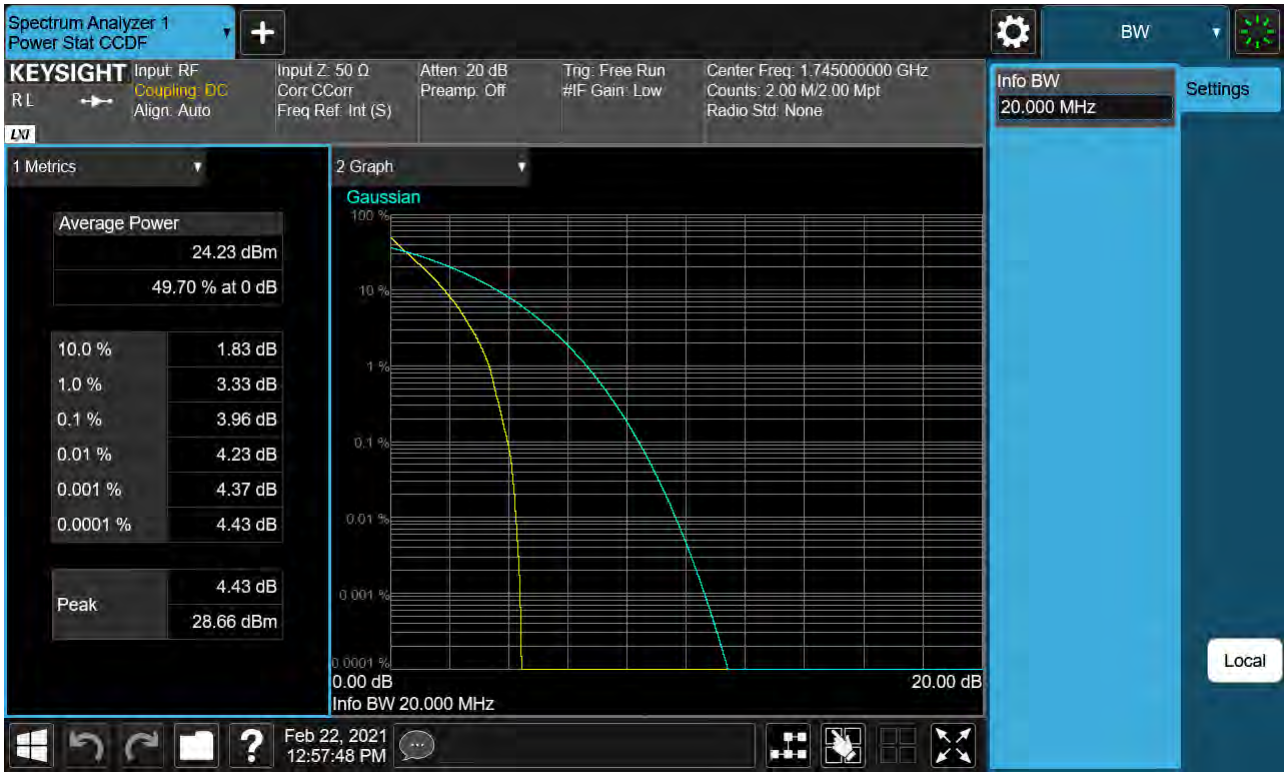 Spectrum Analyzer 1
Power Stat CCDF
+
BW
KEYSIGHT
R L
LXI
Input: RF
Coupling: DC
Align: Auto
Input Z: 50 Ω
Corr CCorr
Freq Ref: Int (S)
Atten: 20 dB
Preamp: Off
Trig: Free Run
#IF Gain: Low
Center Freq: 1.745000000 GHz
Counts: 2.00 M/2.00 Mpt
Radio Std: None
Info BW
20.000 MHz
Settings
1 Metrics
Average Power
24.23 dBm
49.70 % at 0 dB
10.0 % 1.83 dB
1.0 % 3.33 dB
0.1 % 3.96 dB
0.01 % 4.23 dB
0.001 % 4.37 dB
0.0001 % 4.43 dB
Peak
4.43 dB
28.66 dBm
2 Graph
Gaussian
100 %
10 %
1 %
0.1 %
0.01 %
0.001 %
0.0001 %
0.00 dB 20.00 dB
Info BW 20.000 MHz
Local
?
Feb 22, 2021
12:57:48 PM